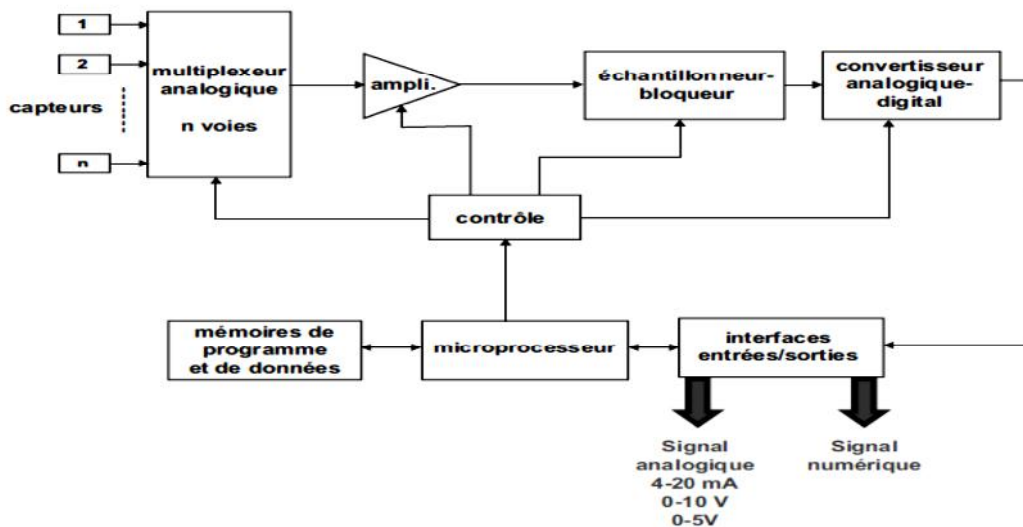 1
2
capteurs
n
multiplexeur
analogique
n voies
ampli.
échantillonneur-
bloqueur
convertisseur
analogique-
digital
contrôle
mémoires de
programme
et de données
microprocesseur
interfaces
entrées/sorties
Signal
analogique
4-20 mA
0-10 V
0-5V
Signal
numérique